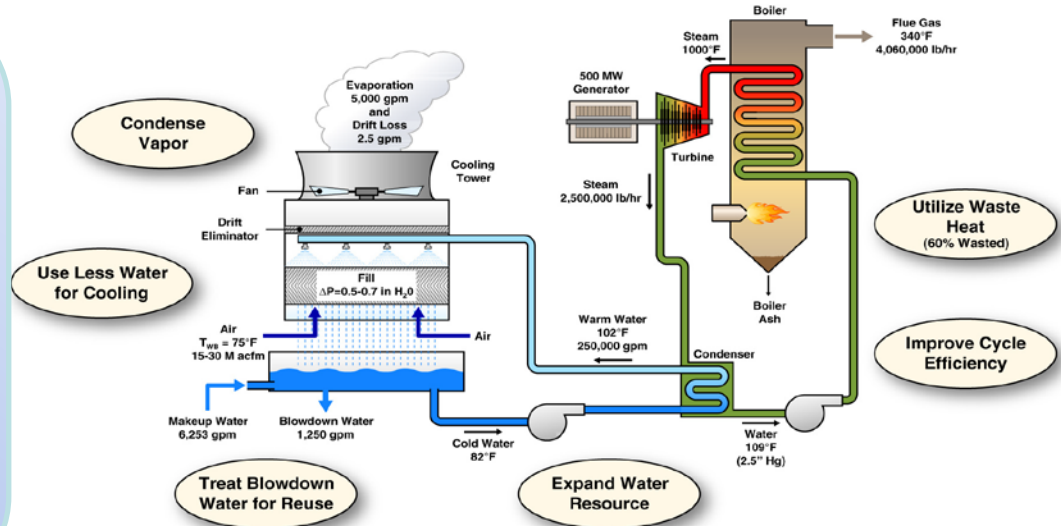 Boiler
Flue Gas
340°F
4,060,000 lb/hr
Steam
1000°F
500 MW
Generator
Turbine
Evaporation
5,000 gpm
and
Drift Loss
2.5 gpm
Condense
Vapor
Cooling
Tower
Fan
Steam
2,500,000 lb/hr
Drift
Eliminator
Utilize Waste
Heat
(60% Wasted)
Use Less Water
for Cooling
Fill
ΔP=0.5-0.7 in H₂0
Boiler
Ash
Air
T_WB = 75°F
15-30 M acfm
Air
Warm Water
102°F
250,000 gpm
Condenser
Improve Cycle
Efficiency
Makeup Water
6,253 gpm
Blowdown Water
1,250 gpm
Cold Water
82°F
Water
109°F
(2.5" Hg)
Treat Blowdown
Water for Reuse
Expand Water
Resource